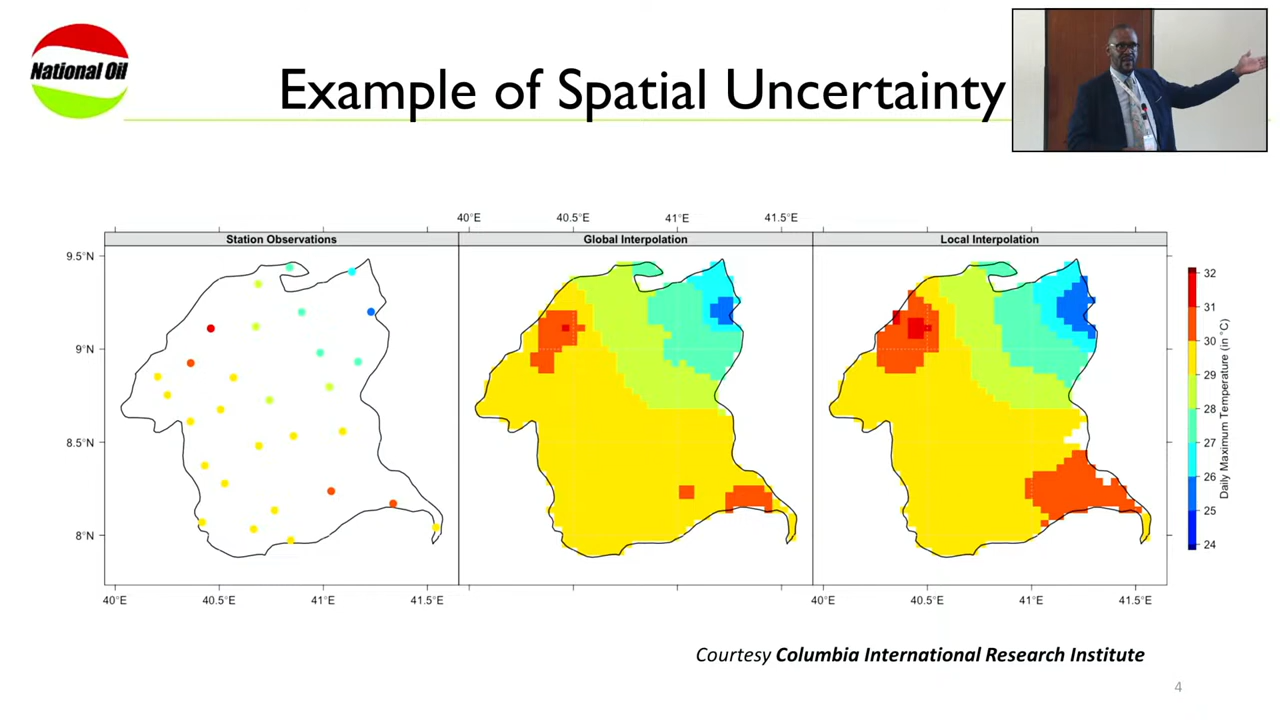 National Oil
Example of Spatial Uncertainty
40°E 40.5°E 41°E 41.5°E
Station Observations Global Interpolation Local Interpolation
9.5°N
9°N
8.5°N
8°N
32
31
30
29
28
27
26
25
24
Daily Maximum Temperature (in °C)
40°E 40.5°E 41°E 41.5°E 40°E 40.5°E 41°E 41.5°E
Courtesy Columbia International Research Institute
4